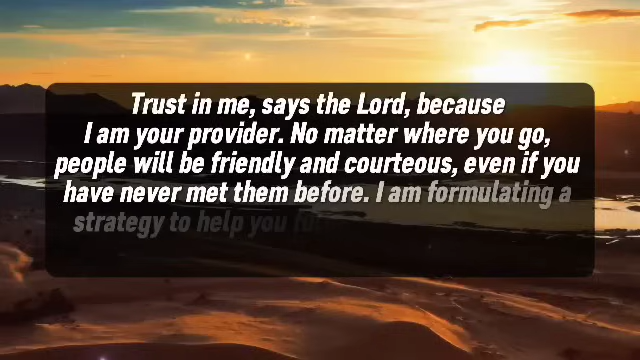 Trust in me, says the Lord, because
I am your provider. No matter where you go,
people will be friendly and courteous, even if you
have never met them before. I am formulating a
strategy to help you